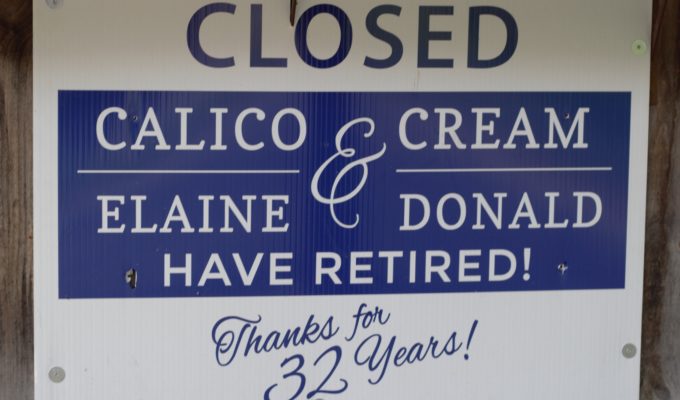 CLOSED
CALICO & CREAM
ELAINE & DONALD
HAVE RETIRED!
Thanks for
32 Years!